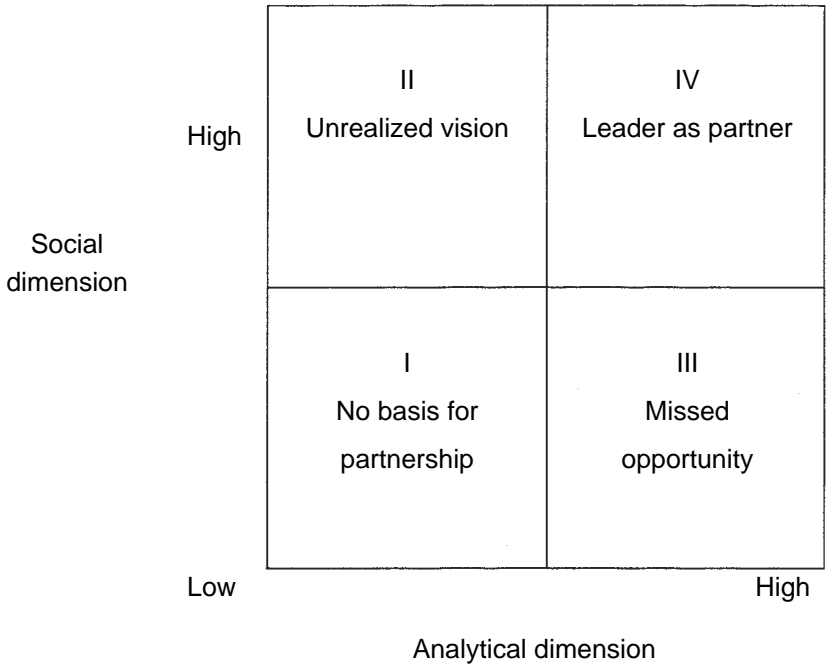 II
Unrealized vision
IV
Leader as partner
High
Social
dimension
I
No basis for
partnership
III
Missed
opportunity
Low
High
Analytical dimension